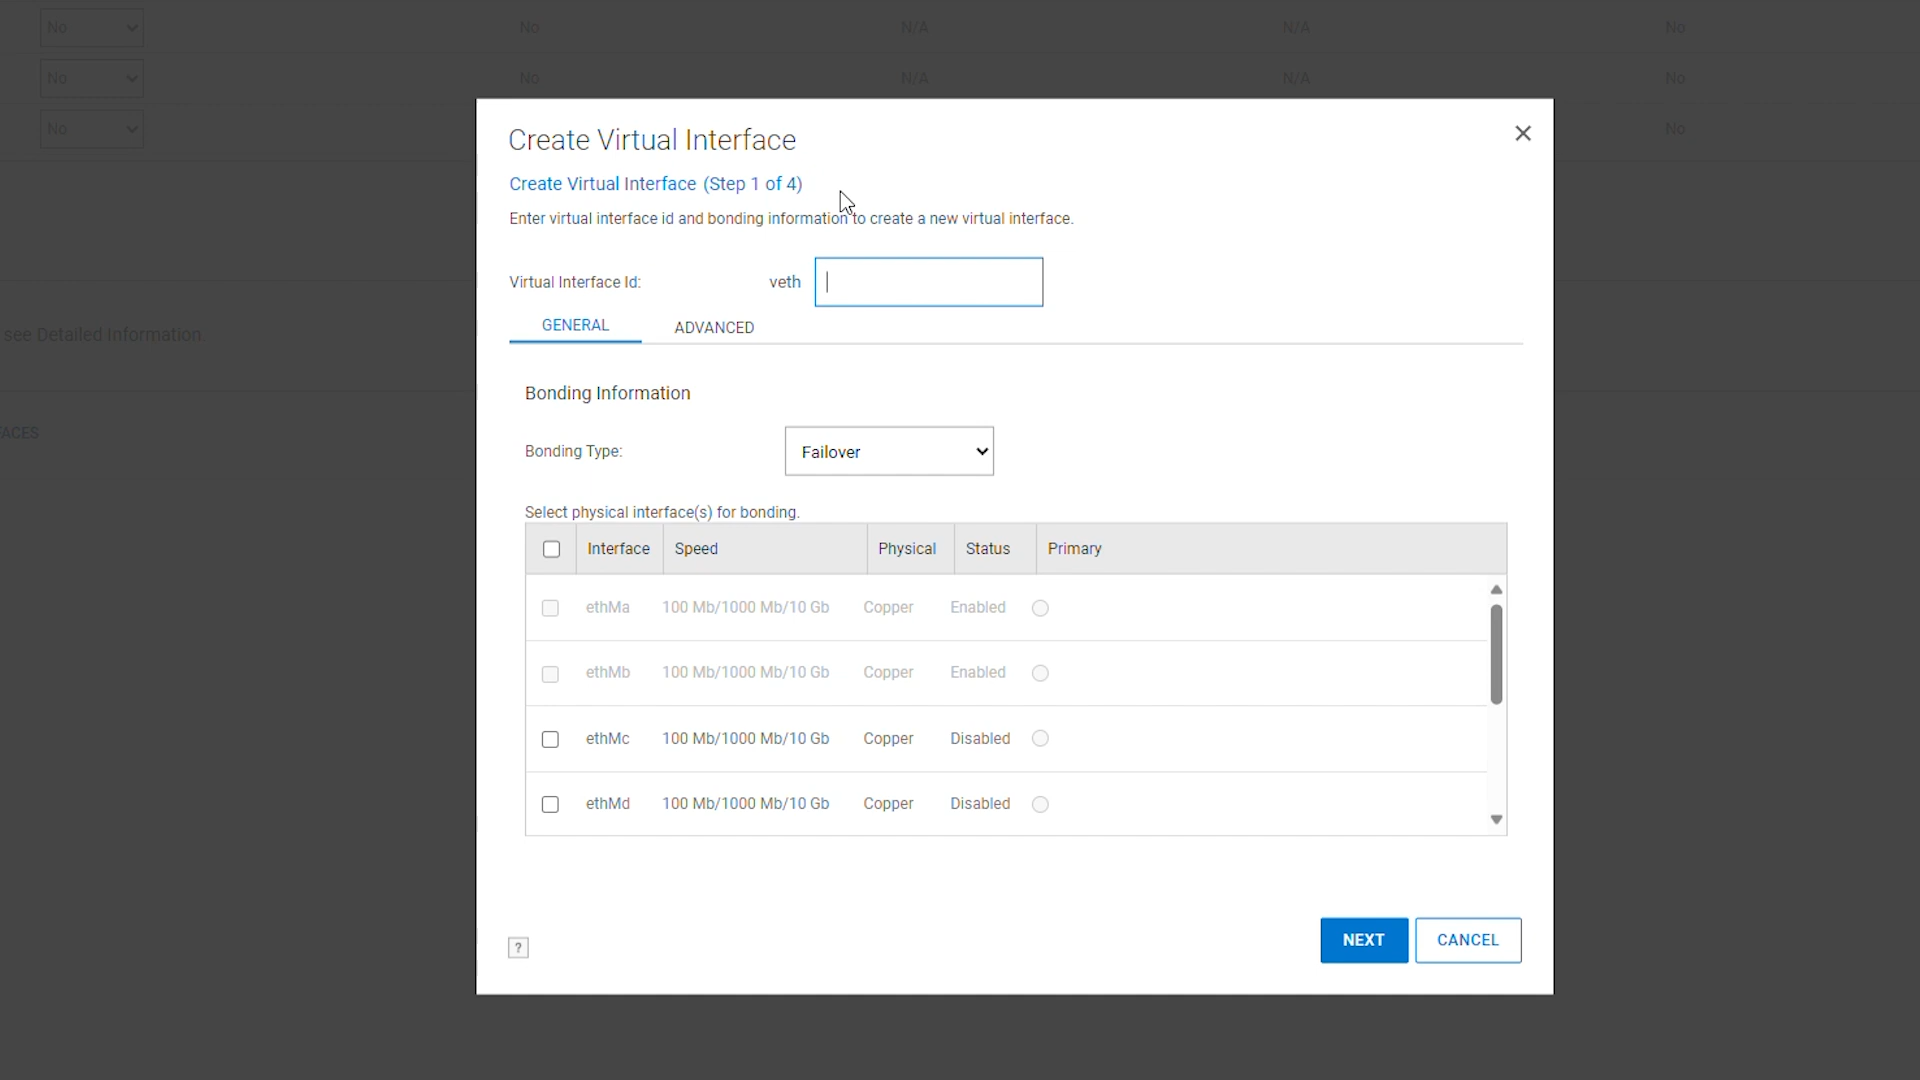 No No N/A N/A No
No No N/A N/A No
No No
Create Virtual Interface
Create Virtual Interface (Step 1 of 4)
Enter virtual interface id and bonding information to create a new virtual interface.
Virtual Interface Id: veth
GENERAL ADVANCED
see Detailed Information
Bonding Information
ACES
Bonding Type: Failover
Select physical interface(s) for bonding.
Interface Speed Physical Status Primary
ethMa 100 Mb/1000 Mb/10 Gb Copper Enabled
ethMb 100 Mb/1000 Mb/10 Gb Copper Enabled
ethMc 100 Mb/1000 Mb/10 Gb Copper Disabled
ethMd 100 Mb/1000 Mb/10 Gb Copper Disabled
? NEXT CANCEL